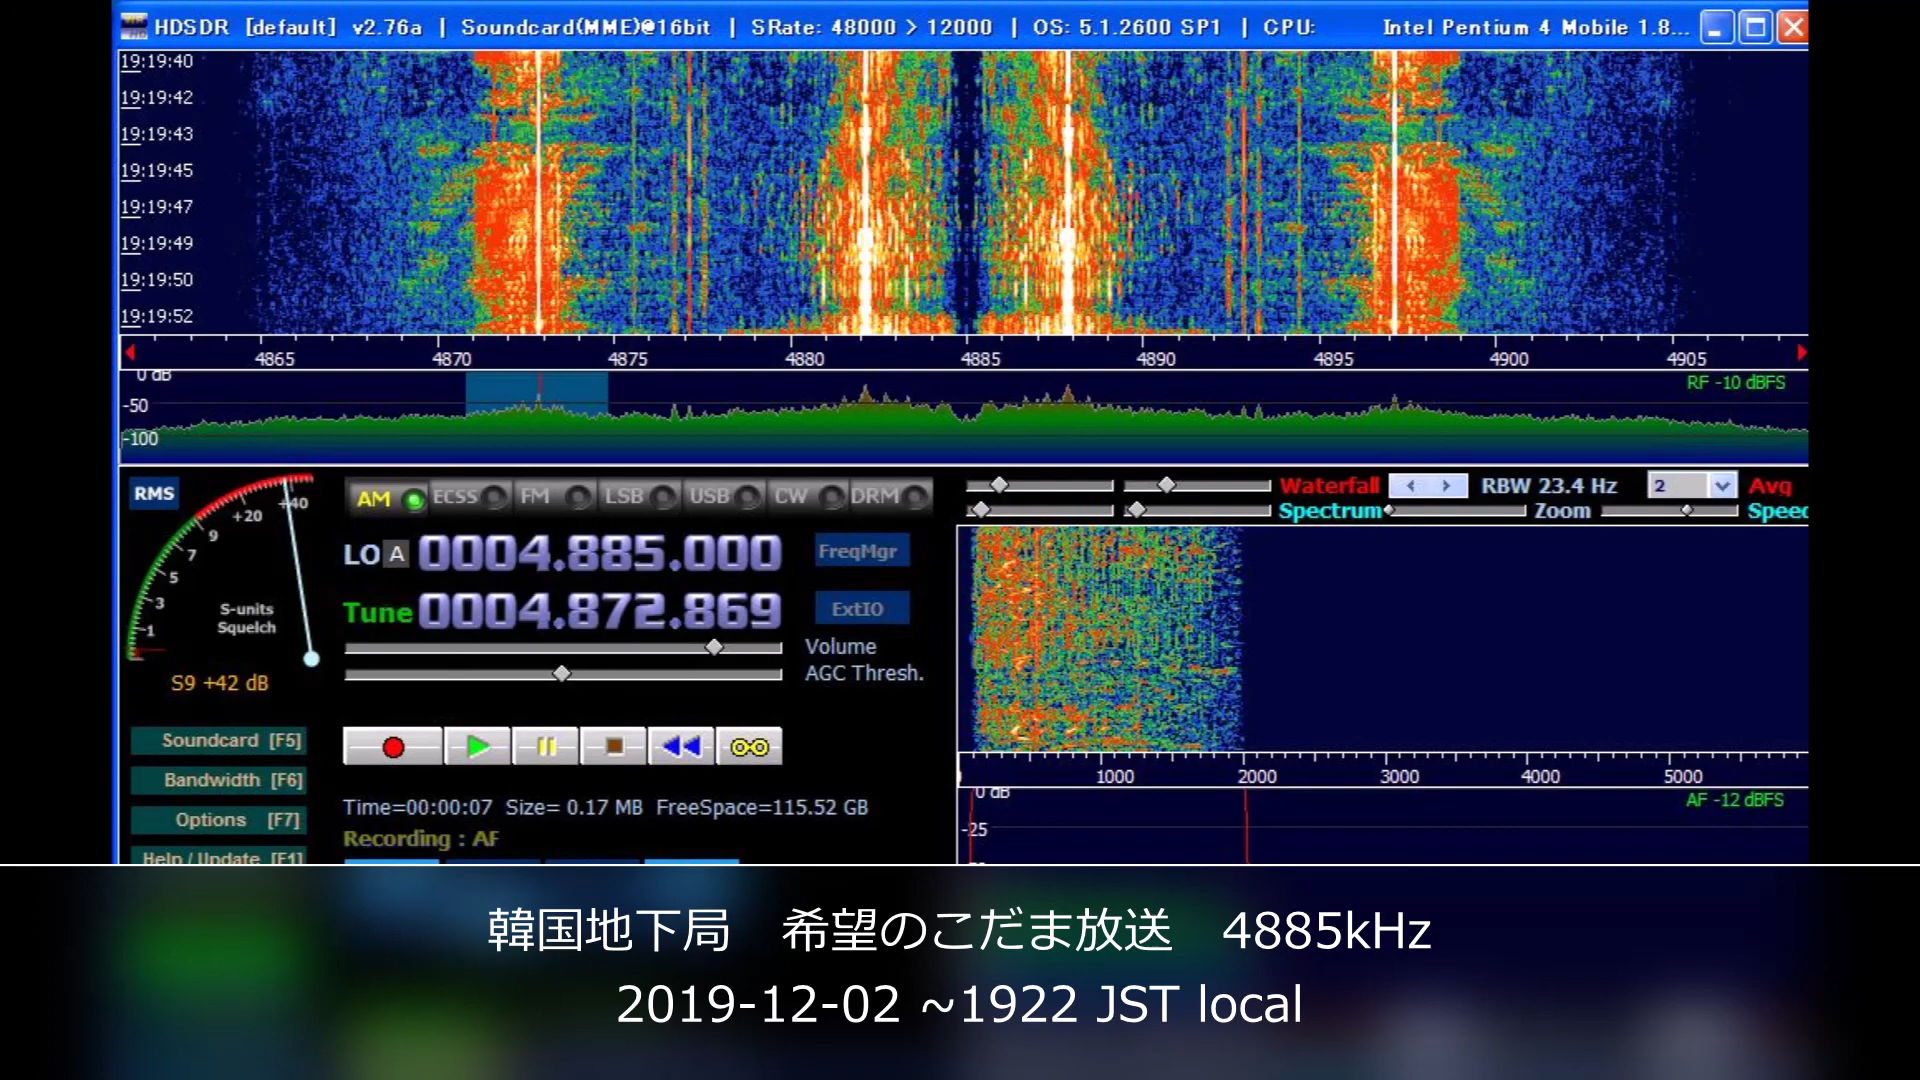 HDSDR [default] v2.76a | Soundcard(MME)@16bit | SRate: 48000 > 12000 | OS: 5.1.2600 SP1 | CPU: Intel Pentium 4 Mobile 1.8...
19:19:40
19:19:42
19:19:43
19:19:45
19:19:47
19:19:49
19:19:50
19:19:52
4865 4870 4875 4880 4885 4890 4895 4900 4905
0 dB
RF -10 dBFS
-50
-100
RMS
+40
+20
9
7
5
3
1
S-units
Squelch
S9 +42 dB
AM ECSS FM LSB USB CW DRM
LO A 0004.885.000 FreqMgr
Tune 0004.872.869 ExtIO
Volume
AGC Thresh.
Waterfall RBW 23.4 Hz 2 Avg
Spectrum Zoom Speed
Soundcard [F5]
Bandwidth [F6]
Options [F7]
Help / Update [F1]
Time=00:00:07 Size= 0.17 MB FreeSpace=115.52 GB
Recording : AF
1000 2000 3000 4000 5000
0 dB
AF -12 dBFS
-25
韓国地下局　希望のこだま放送　4885kHz
2019-12-02 ~1922 JST local